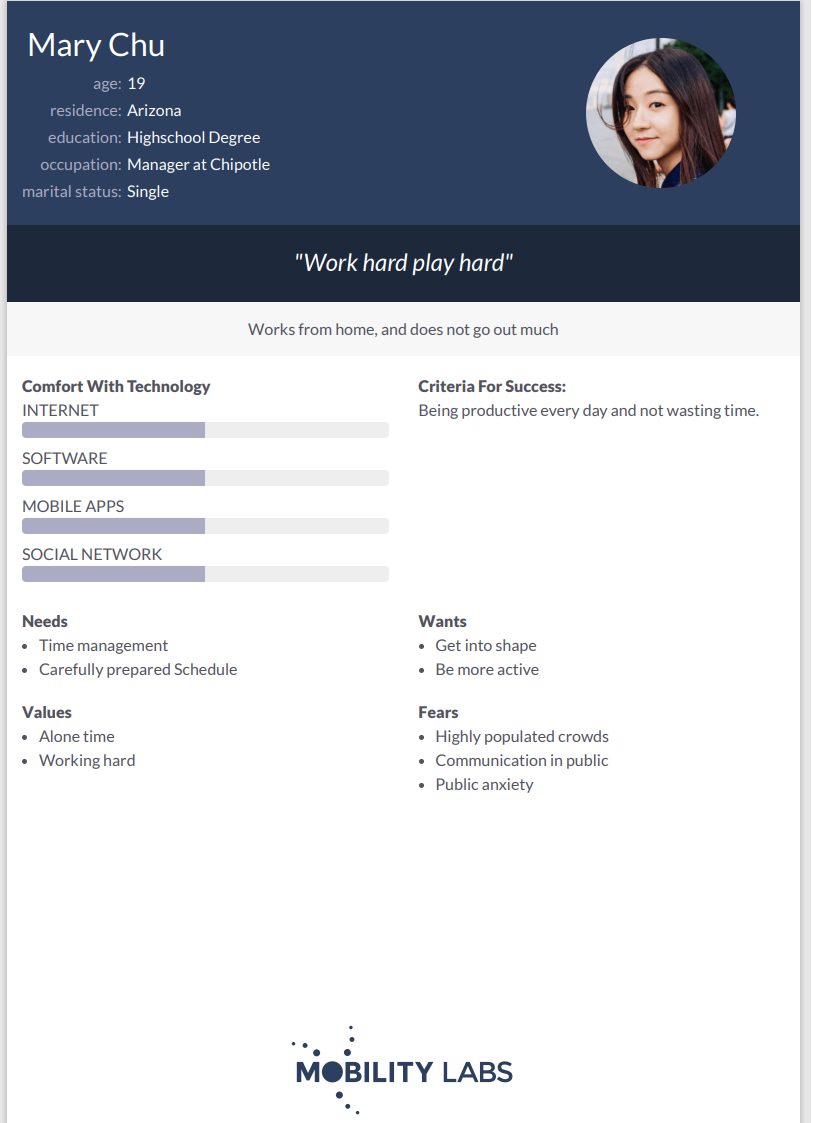 Mary Chu
age: 19
residence: Arizona
education: Highschool Degree
occupation: Manager at Chipotle
marital status: Single
"Work hard play hard"
Works from home, and does not go out much
Comfort With Technology
INTERNET
SOFTWARE
MOBILE APPS
SOCIAL NETWORK
Criteria For Success:
Being productive every day and not wasting time.
Needs
• Time management
• Carefully prepared Schedule
Wants
• Get into shape
• Be more active
Values
• Alone time
• Working hard
Fears
• Highly populated crowds
• Communication in public
• Public anxiety
MOBILITY LABS